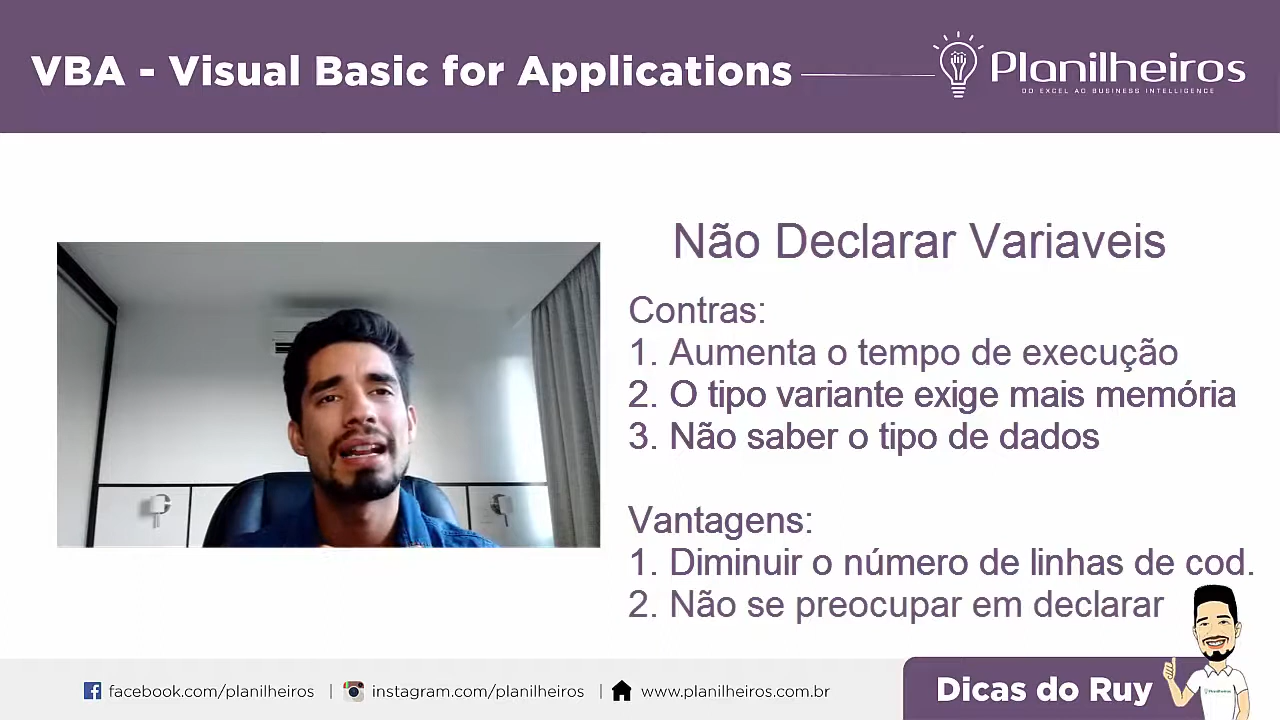 VBA - Visual Basic for Applications
Planilheiros
DO EXCEL AO BUSINESS INTELLIGENCE
Não Declarar Variaveis
Contras:
1. Aumenta o tempo de execução
2. O tipo variante exige mais memória
3. Não saber o tipo de dados
Vantagens:
1. Diminuir o número de linhas de cod.
2. Não se preocupar em declarar
facebook.com/planilheiros | instagram.com/planilheiros | www.planilheiros.com.br
Dicas do Ruy
Planilheiros